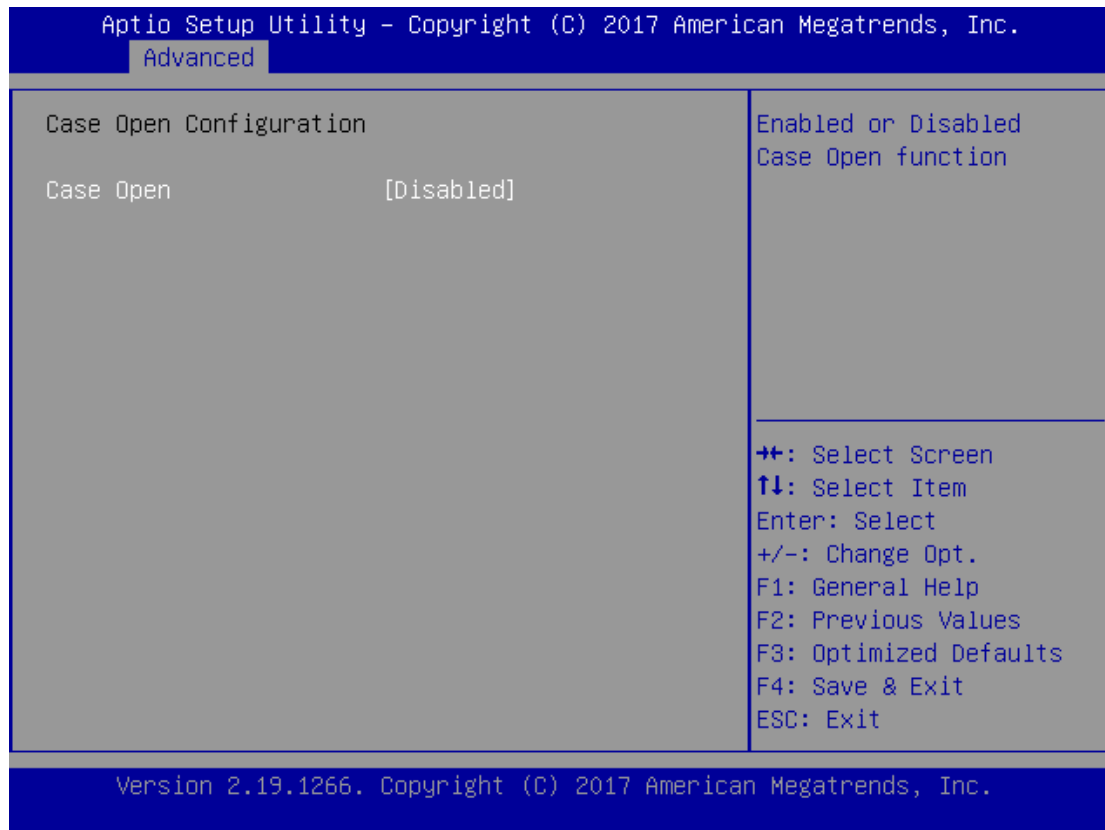 Aptio Setup Utility – Copyright (C) 2017 American Megatrends, Inc.
Advanced
Case Open Configuration
Case Open [Disabled]
Enabled or Disabled
Case Open function
→←: Select Screen
↑↓: Select Item
Enter: Select
+/-: Change Opt.
F1: General Help
F2: Previous Values
F3: Optimized Defaults
F4: Save & Exit
ESC: Exit
Version 2.19.1266. Copyright (C) 2017 American Megatrends, Inc.